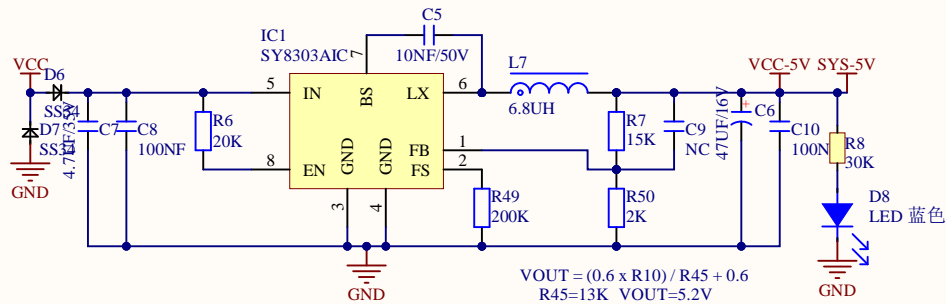 IC1
SY8303AIC
C5
10NF/50V
L7
6.8UH
VCC
D6
SS34
D7
SS34
4.7UF/35V
C7
C8
100NF
R6
20K
5
IN
8
EN
7
BS
LX
6
FB
1
FS
2
GND
GND
3
4
R49
200K
R7
15K
R50
2K
C9
NC
47UF/16V
+
C6
C10
100N
VCC-5V
SYS-5V
R8
30K
D8
LED 蓝色
GND
GND
GND
VOUT = (0.6 x R10) / R45 + 0.6
R45=13K VOUT=5.2V